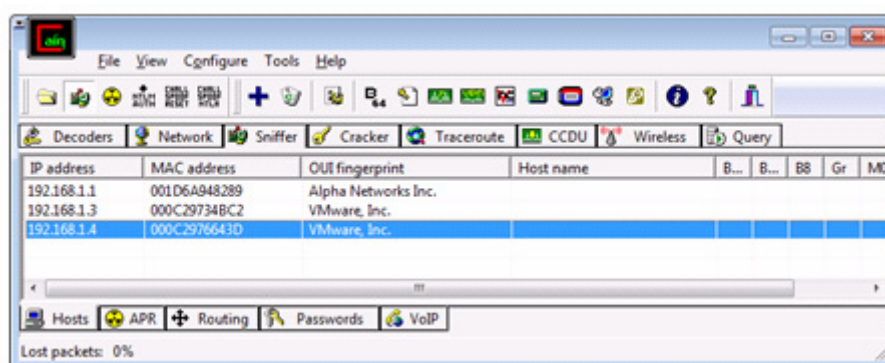 Cain
File View Configure Tools Help
Decoders Network Sniffer Cracker Traceroute CCDU Wireless Query
IP address MAC address OUI fingerprint Host name B... B... B8 Gr M0
192.168.1.1 001D6A948289 Alpha Networks Inc.
192.168.1.3 000C29734BC2 VMware, Inc.
192.168.1.4 000C2976643D VMware, Inc.
Hosts APR Routing Passwords VoIP
Lost packets: 0%